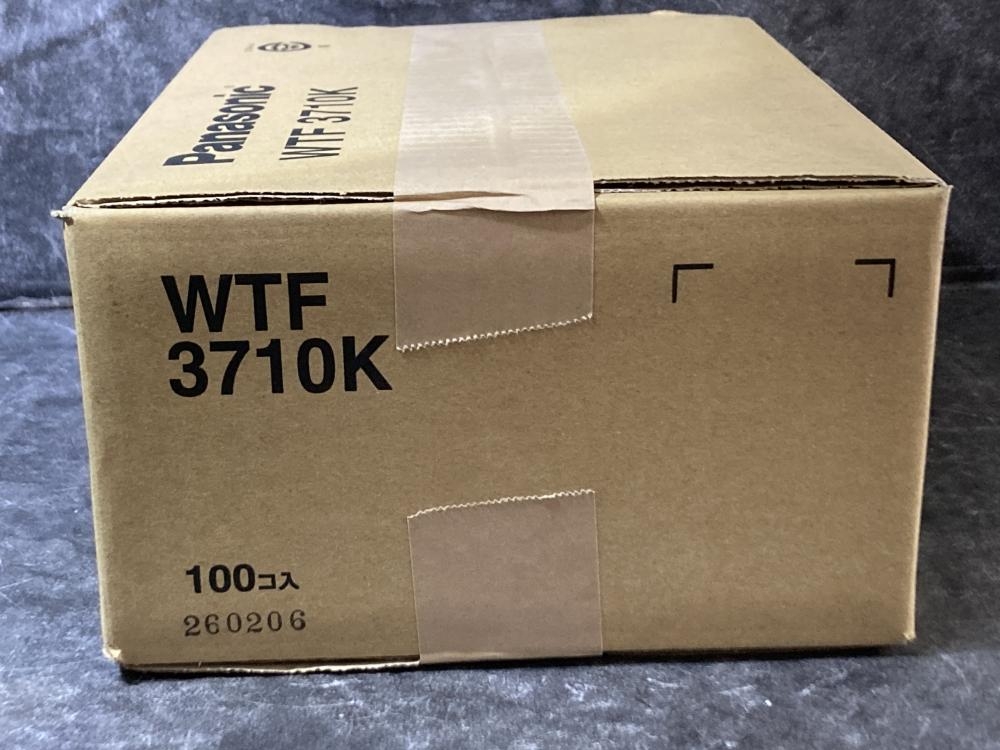 Panasonic
WTF 3710K
WTF
3710K
100コ入
260206